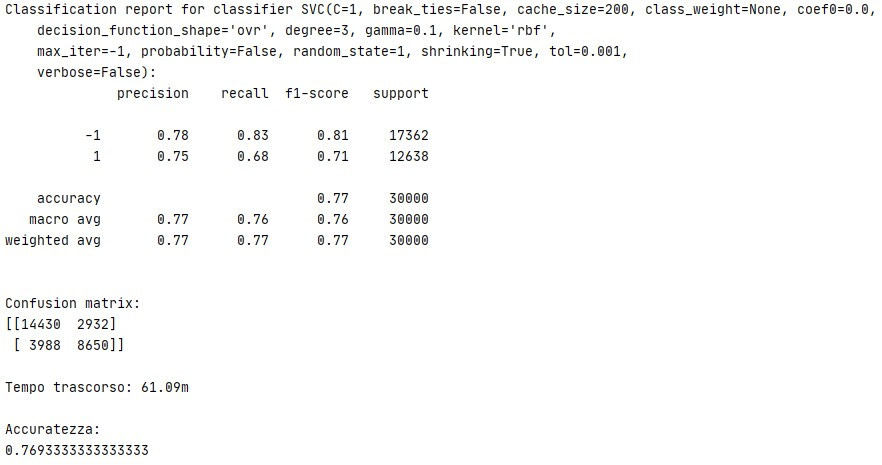 Classification report for classifier SVC(C=1, break_ties=False, cache_size=200, class_weight=None, coef0=0.0,
    decision_function_shape='ovr', degree=3, gamma=0.1, kernel='rbf',
    max_iter=-1, probability=False, random_state=1, shrinking=True, tol=0.001,
    verbose=False):
              precision    recall  f1-score   support

          -1       0.78      0.83      0.81     17362
           1       0.75      0.68      0.71     12638

    accuracy                           0.77     30000
   macro avg       0.77      0.76      0.76     30000
weighted avg       0.77      0.77      0.77     30000


Confusion matrix:
[[14430  2932]
 [ 3988  8650]]

Tempo trascorso: 61.09m

Accuratezza:
0.7693333333333333